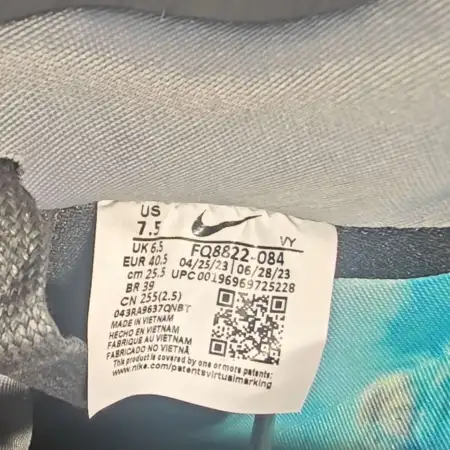 US
7.5
VY
UK 6.5
FQ8822-084
EUR 40.5
04/25/23 | 06/28/23
cm 25.5
UPC 00196969725228
BR 39
CN 255(2.5)
043RA9637QNBT
MADE IN VIETNAM
HECHO EN VIETNAM
FABRIQUE AU VIETNAM
FABRICADO NO VIETNÃ
This product is covered by one or more patents:
www.nike.com/patentsvirtualmarking